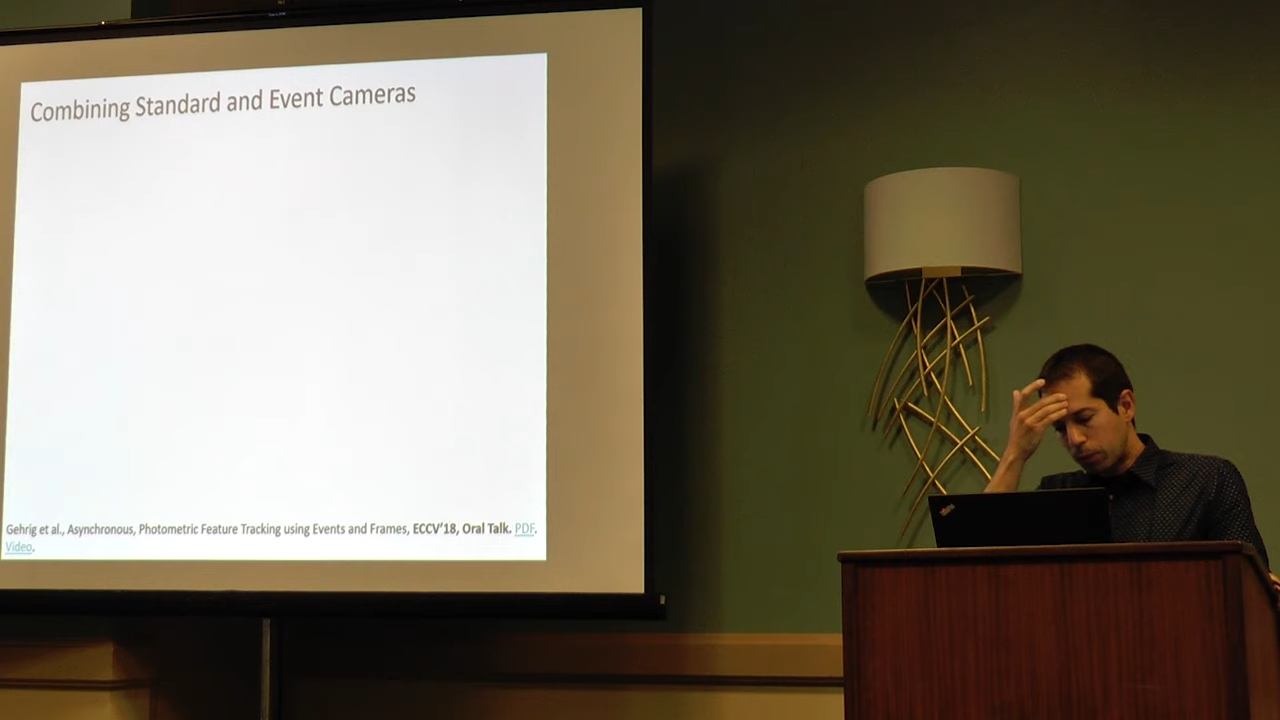 Combining Standard and Event Cameras
Gehrig et al., Asynchronous, Photometric Feature Tracking using Events and Frames, ECCV'18, Oral Talk. PDF.
Video.